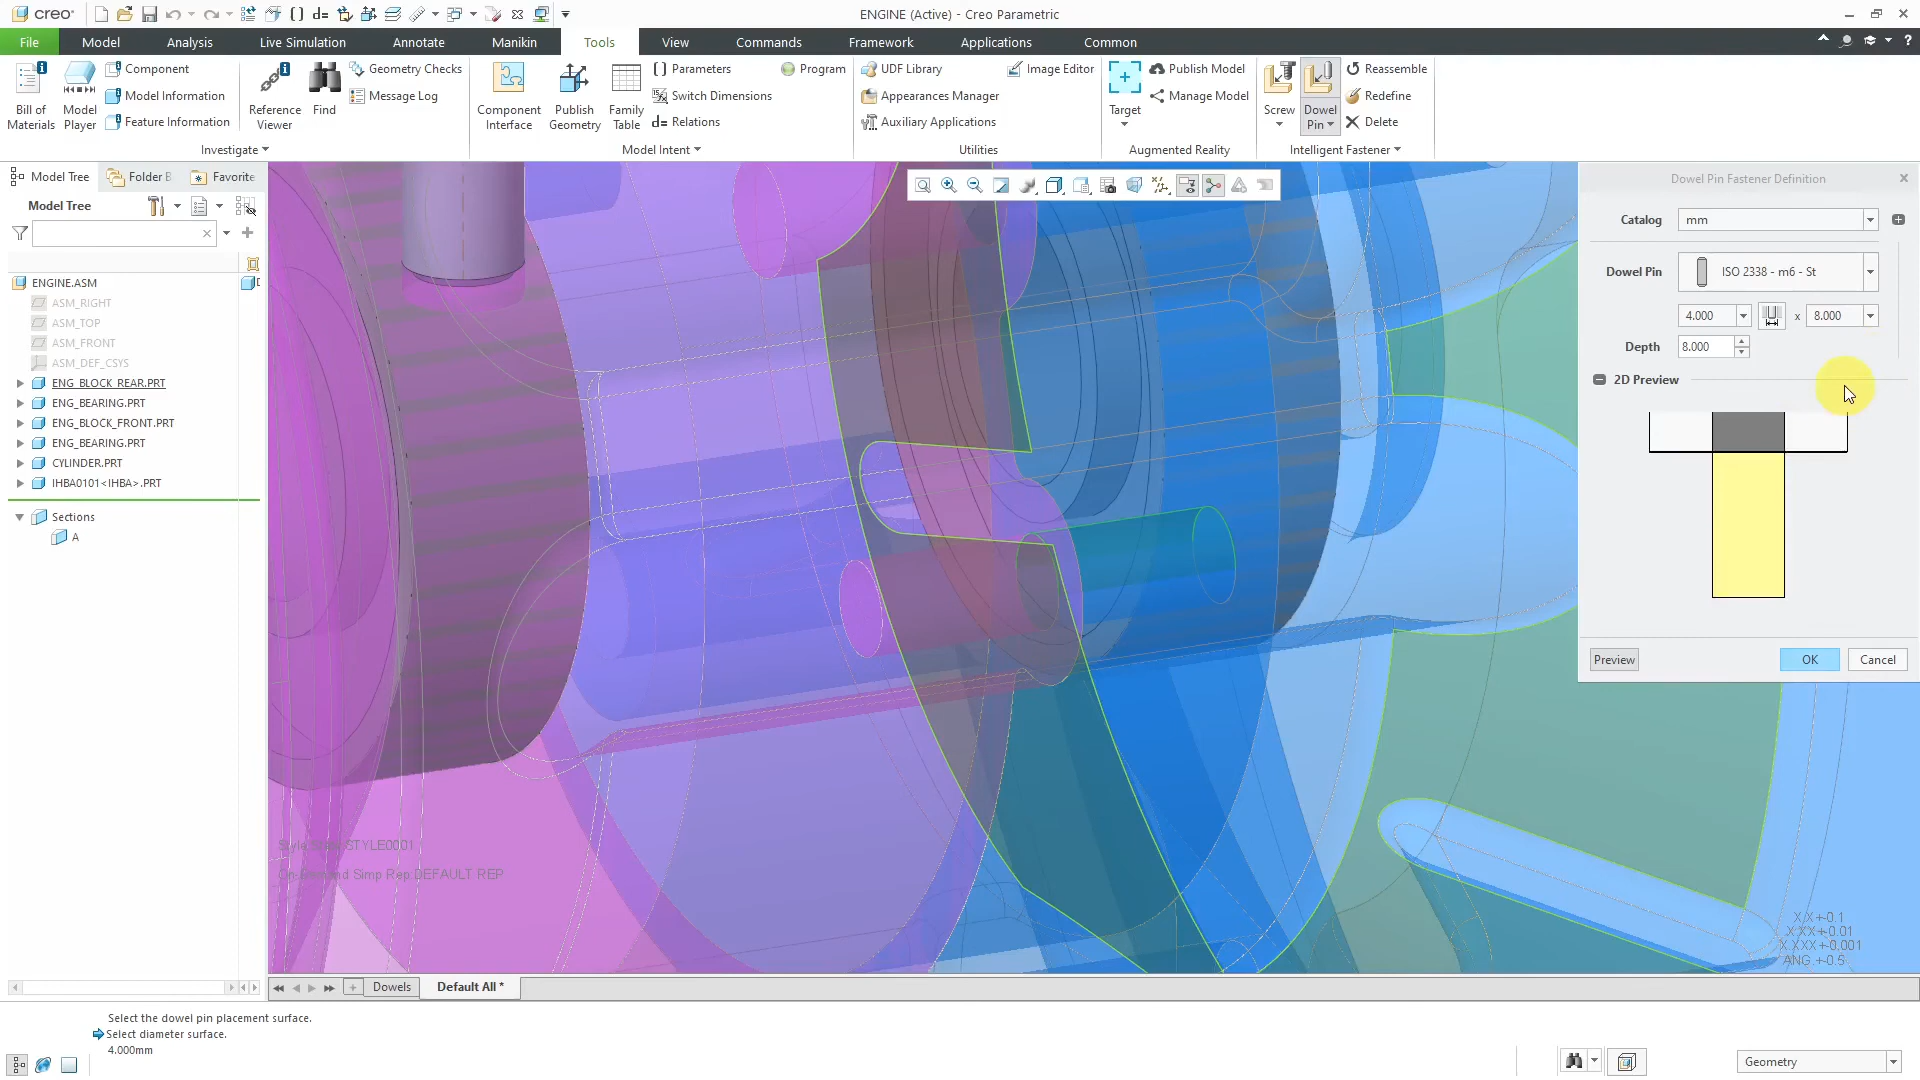 creo
ENGINE (Active) - Creo Parametric
File Model Analysis Live Simulation Annotate Manikin Tools View Commands Framework Applications Common
Bill of Materials
Model Player
Component
Model Information
Feature Information
Investigate
Reference Viewer
Find
Geometry Checks
Message Log
Component Interface
Publish Geometry
Family Table
Parameters
Switch Dimensions
Relations
Program
Model Intent
UDF Library
Appearances Manager
Auxiliary Applications
Image Editor
Utilities
Target
Publish Model
Manage Model
Augmented Reality
Screw
Dowel Pin
Reassemble
Redefine
Delete
Intelligent Fastener
Model Tree
Folder B
Favorite
Model Tree
ENGINE.ASM
ASM_RIGHT
ASM_TOP
ASM_FRONT
ASM_DEF_CSYS
ENG_BLOCK_REAR.PRT
ENG_BEARING.PRT
ENG_BLOCK_FRONT.PRT
ENG_BEARING.PRT
CYLINDER.PRT
IHBA0101<IHBA>.PRT
Sections
A
Dowel Pin Fastener Definition
Catalog mm
Dowel Pin ISO 2338 - m6 - St
4.000 x 8.000
Depth 8.000
2D Preview
Preview OK Cancel
STYLE0001
DEFAULT REP
X.X+-0.1
X.XX+-0.01
X.XXX+-0.001
ANG.+-0.5
Dowels Default All *
Select the dowel pin placement surface.
Select diameter surface.
4.000mm
Geometry